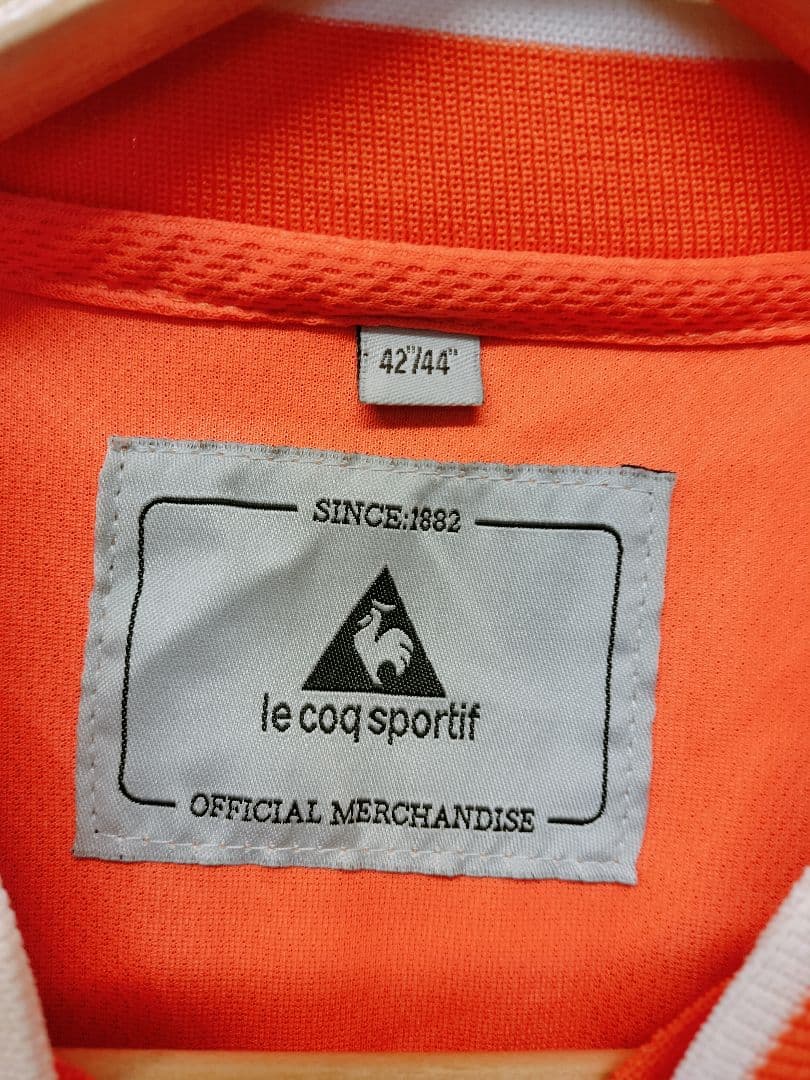 42"/44"
SINCE:1882
le coq sportif
OFFICIAL MERCHANDISE